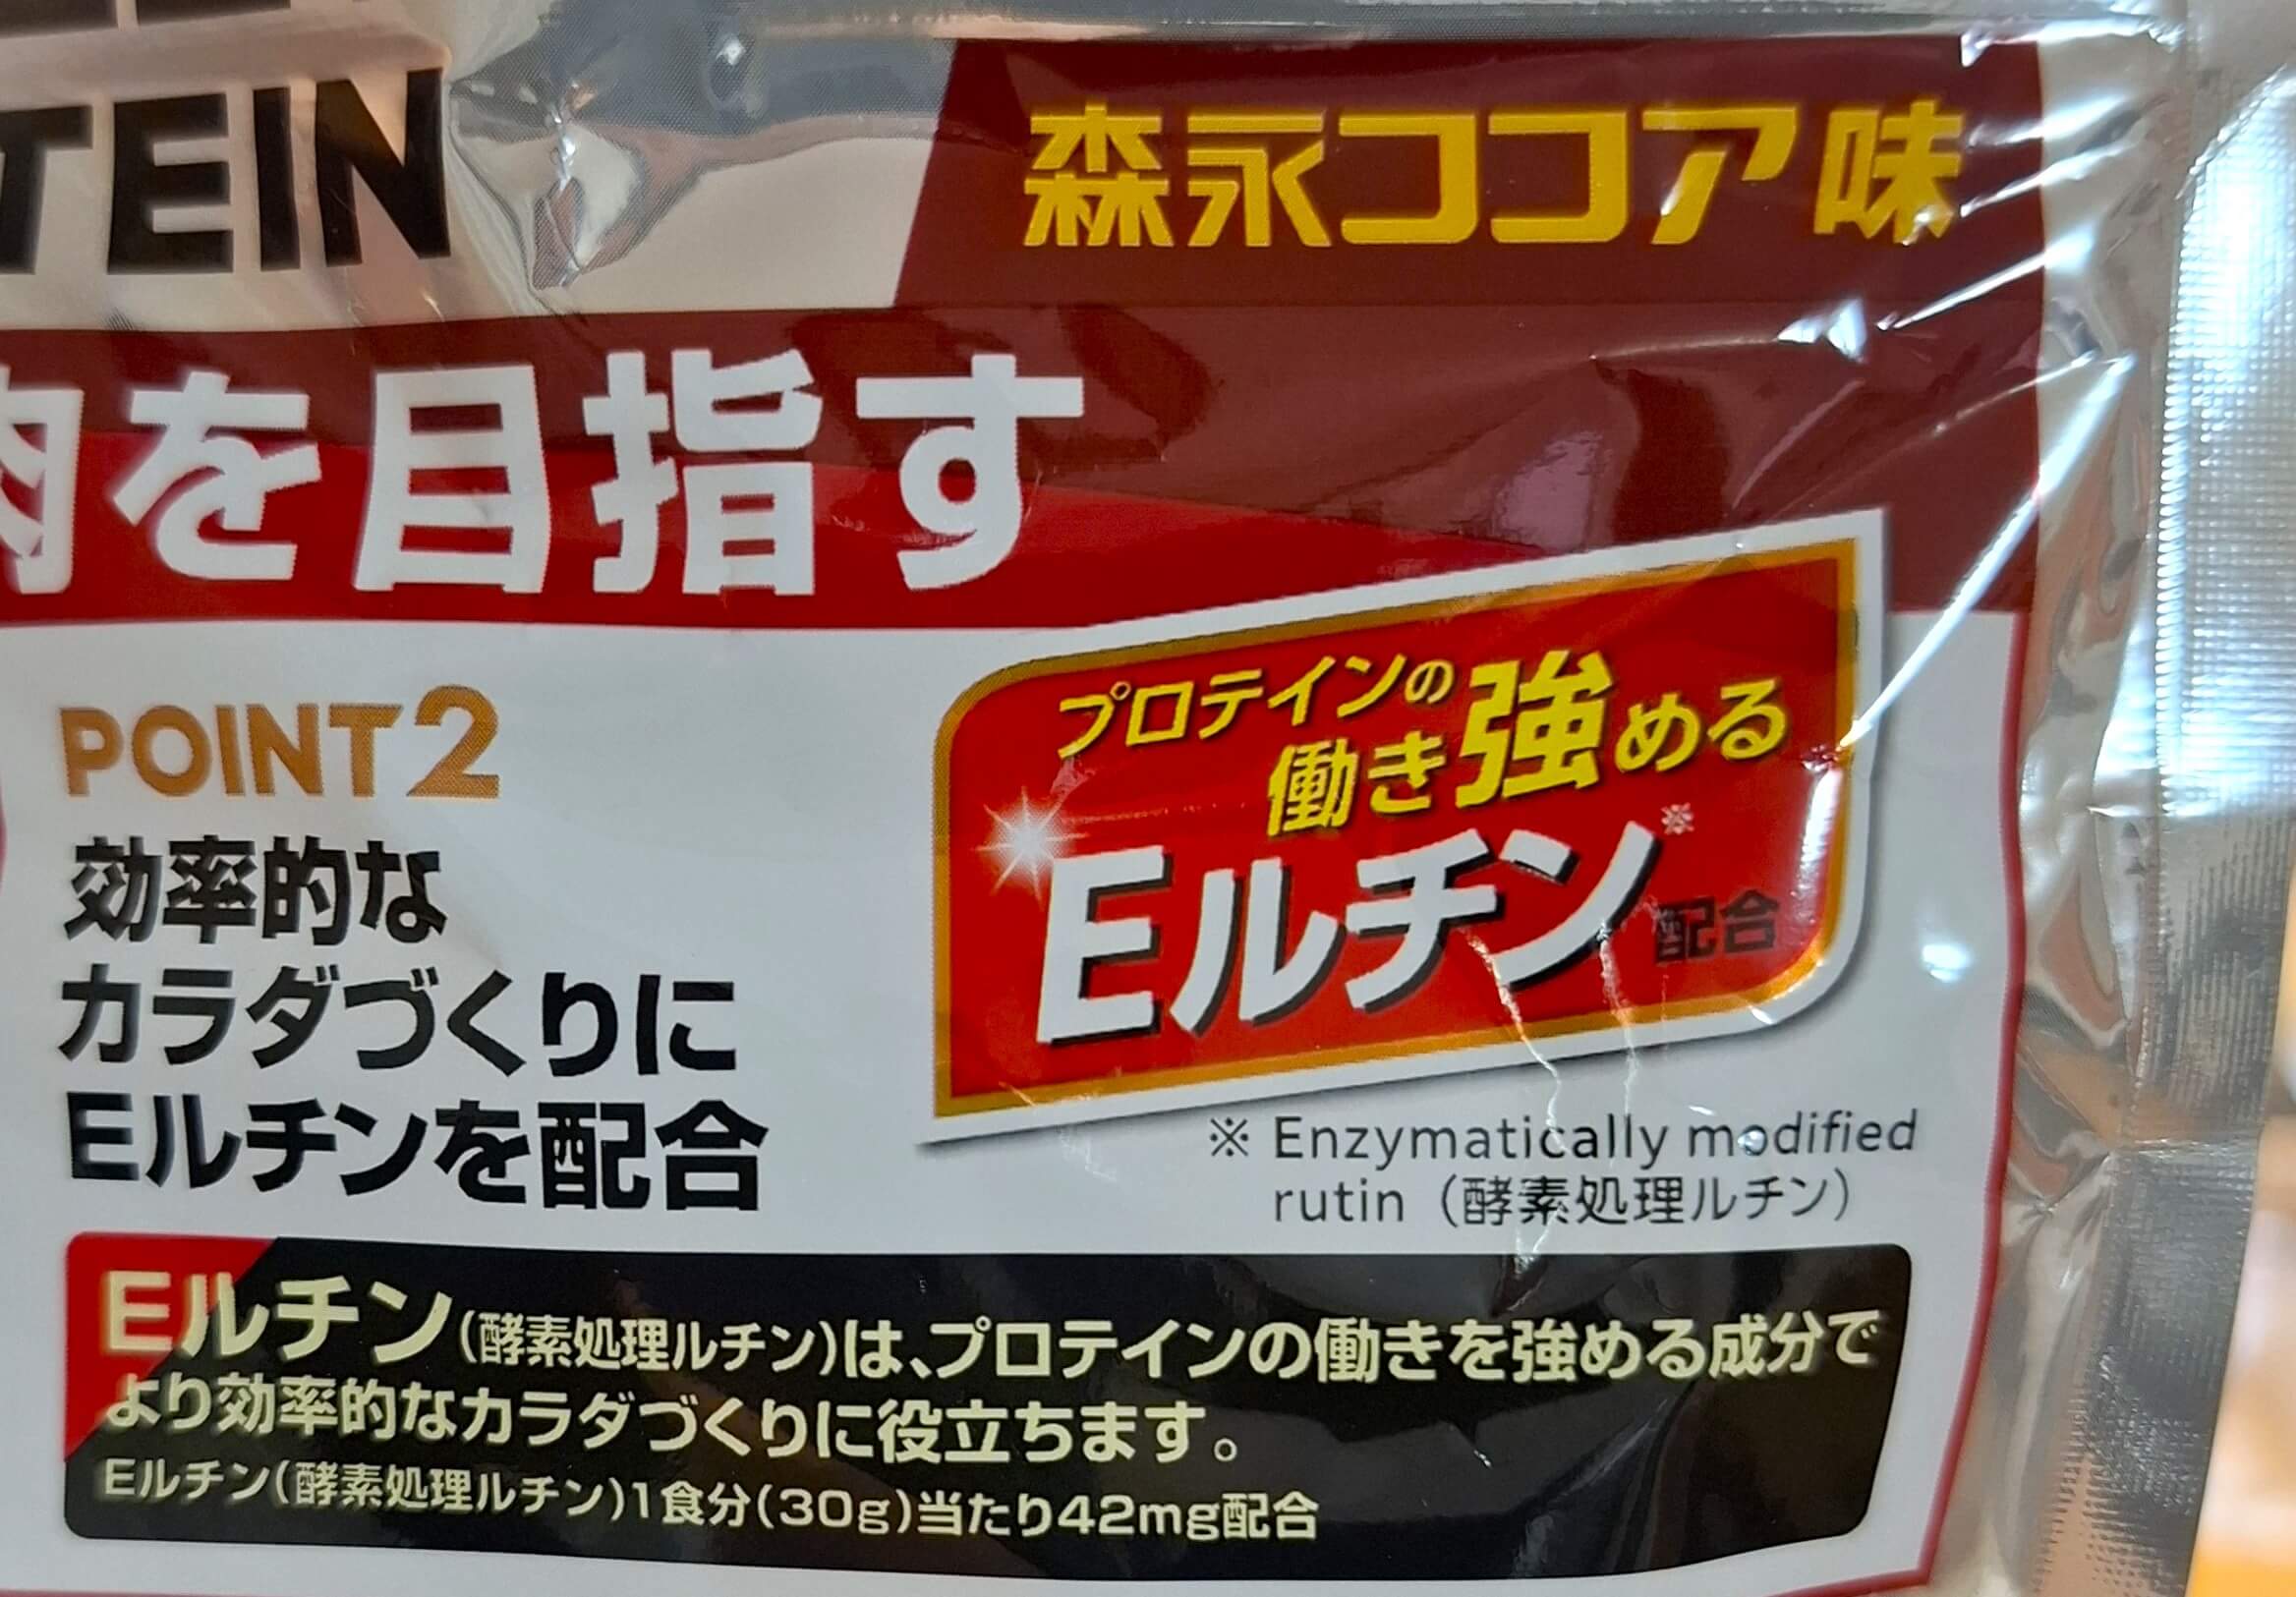 TEIN
森永ココア味
肉を目指す
プロテインの
働き強める
Eルチン※配合
※ Enzymatically modified
rutin（酵素処理ルチン）
POINT2
効率的な
カラダづくりに
Eルチンを配合
Eルチン(酵素処理ルチン)は、プロテインの働きを強める成分で
より効率的なカラダづくりに役立ちます。
Eルチン(酵素処理ルチン)1食分(30g)当たり42mg配合